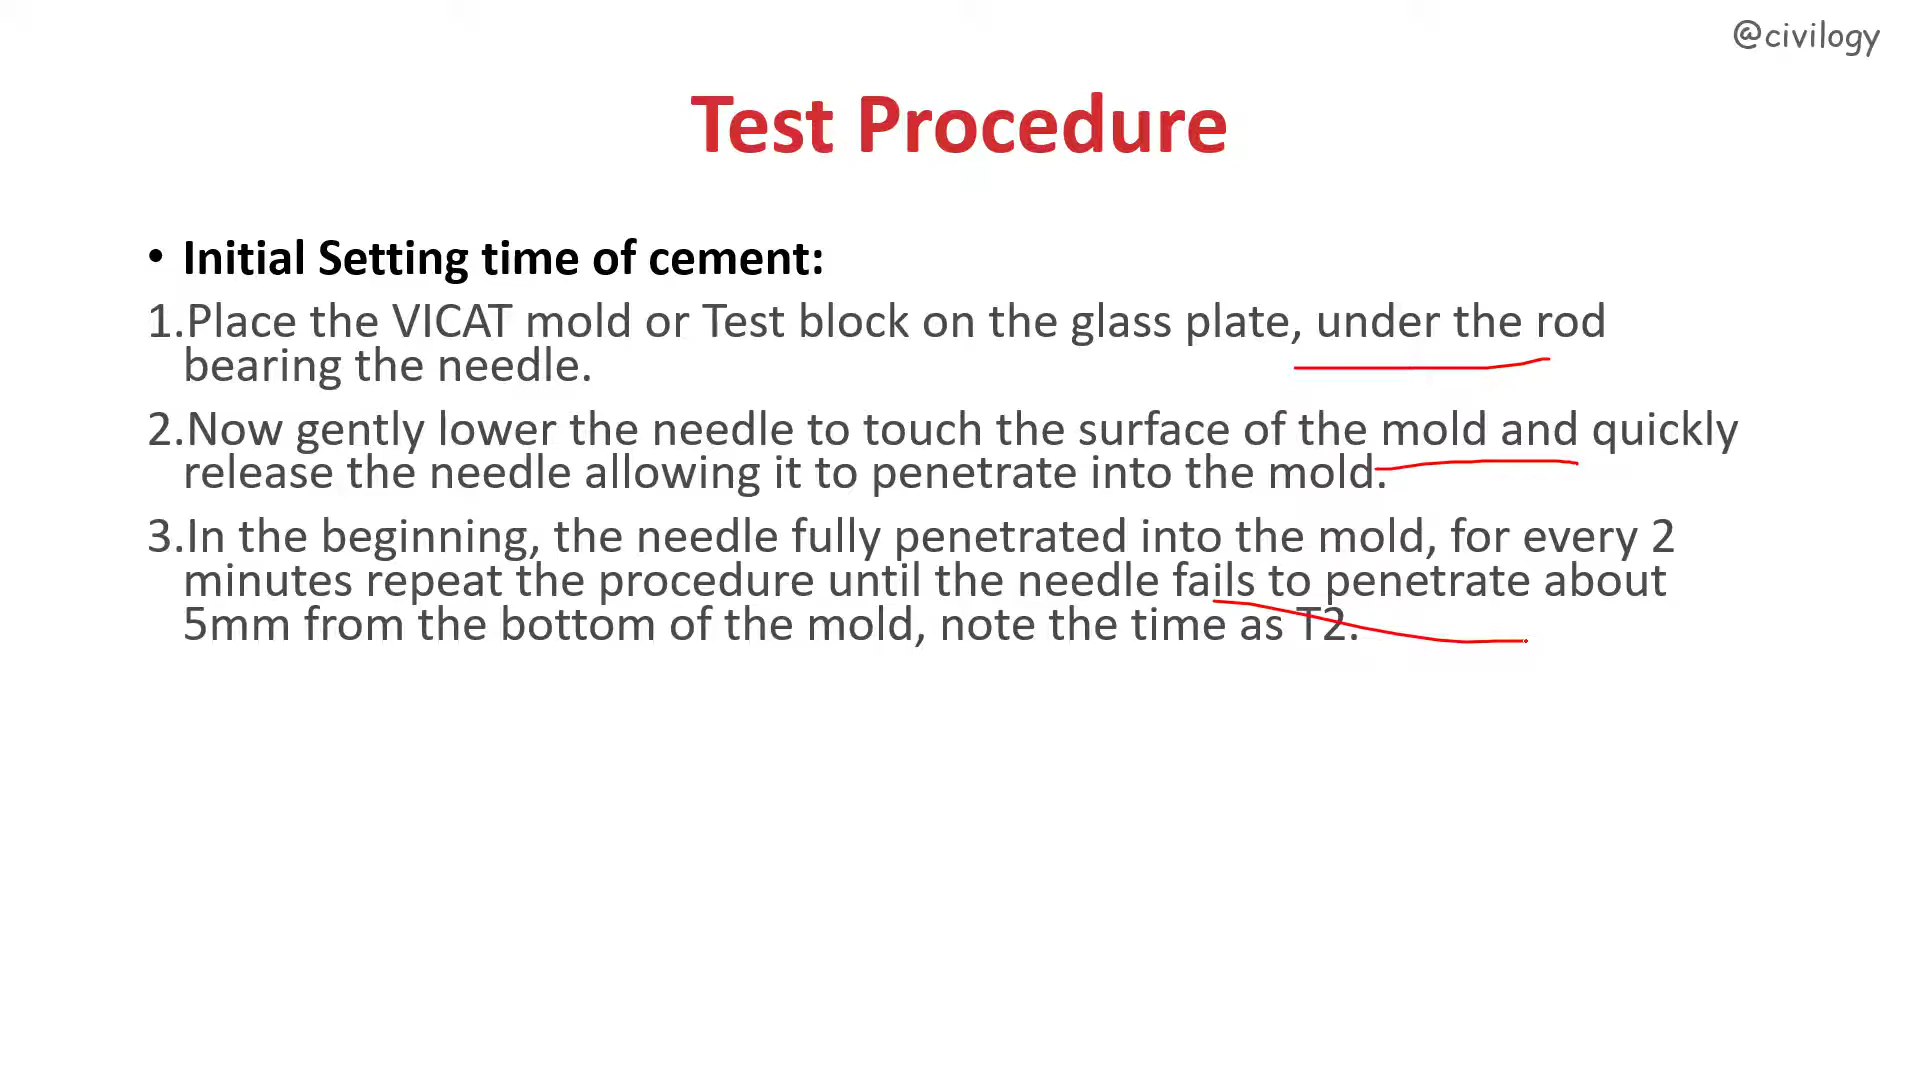 @civilogy
Test Procedure
• Initial Setting time of cement:
1.Place the VICAT mold or Test block on the glass plate, under the rod
bearing the needle.
2.Now gently lower the needle to touch the surface of the mold and quickly
release the needle allowing it to penetrate into the mold.
3.In the beginning, the needle fully penetrated into the mold, for every 2
minutes repeat the procedure until the needle fails to penetrate about
5mm from the bottom of the mold, note the time as T2.